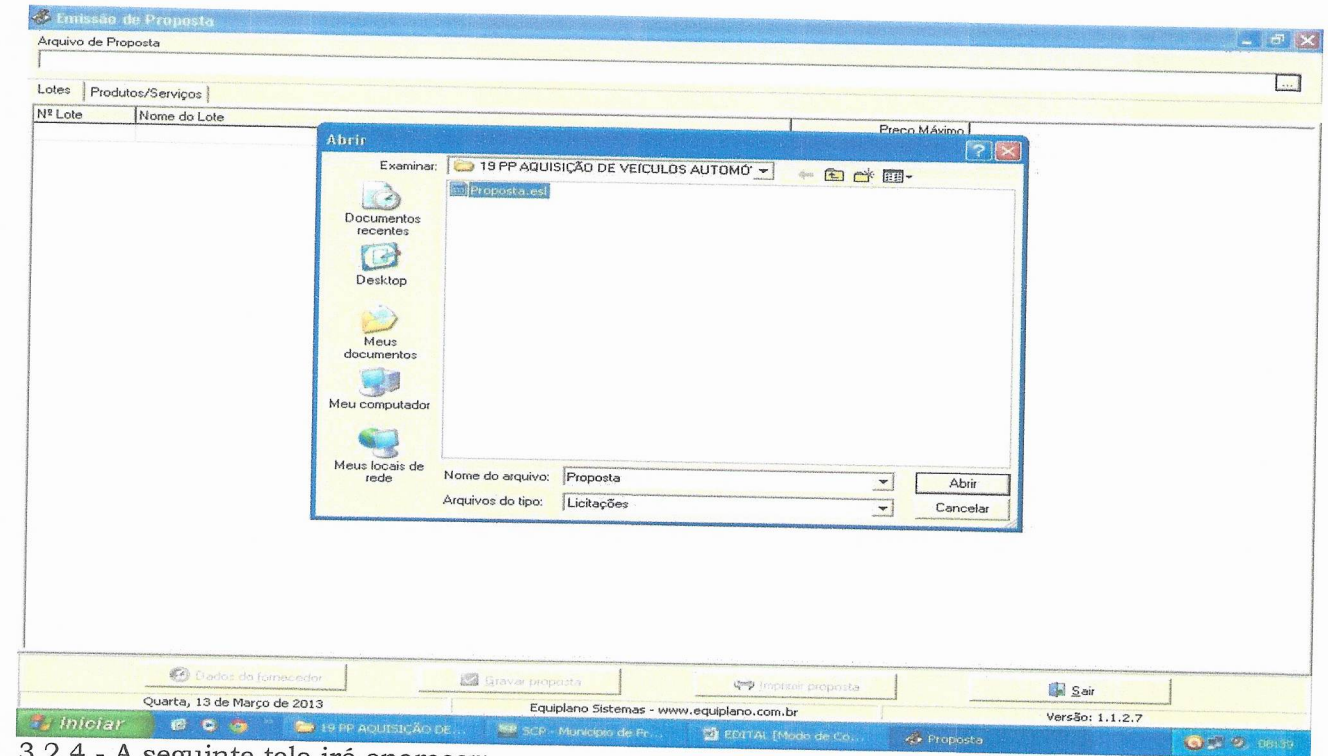 Emissão de Proposta
Arquivo de Proposta
...
Lotes Produtos/Serviços
Nº Lote Nome do Lote Preço Máximo
Abrir
Examinar: 19 PP AQUISIÇÃO DE VEÍCULOS AUTOMÓ
Proposta.esl
Documentos recentes
Desktop
Meus documentos
Meu computador
Meus locais de rede
Nome do arquivo: Proposta Abrir
Arquivos do tipo: Licitações Cancelar
Dados do fornecedor Gravar proposta Imprimir proposta Sair
Quarta, 13 de Março de 2013 Equiplano Sistemas - www.equiplano.com.br Versão: 1.1.2.7
Iniciar 19 PP AQUISIÇÃO DE... SCP - Município de Pr... EDITAL [Modo de Co... Proposta 08:39
3.2.4 - A seguinte tela irá aparecer: